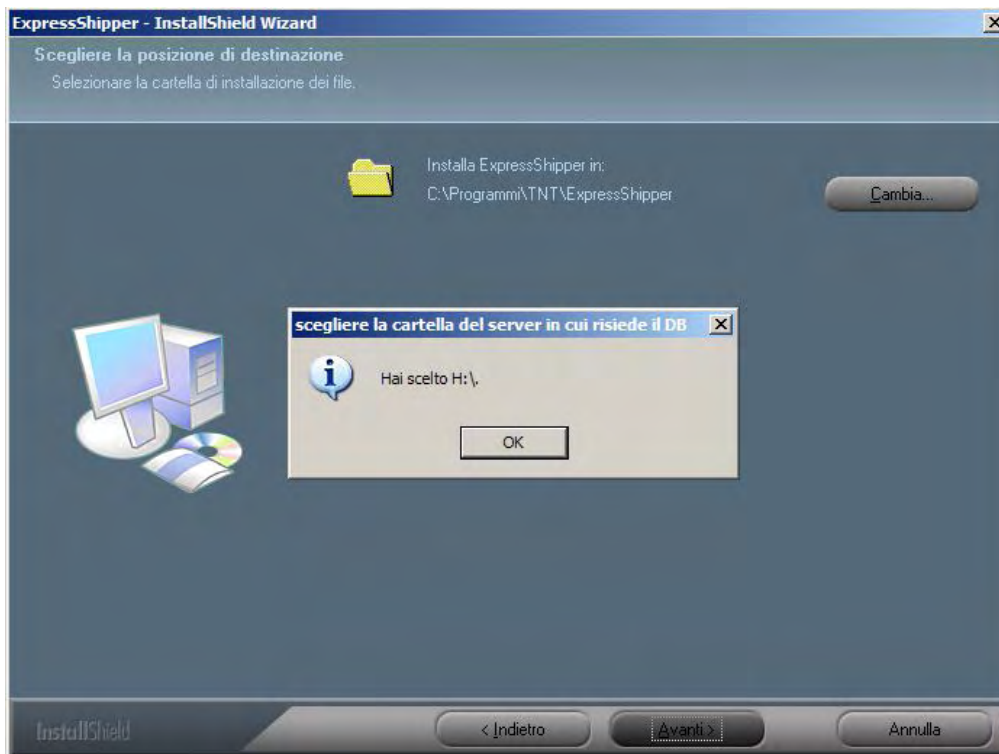 ExpressShipper - InstallShield Wizard
Scegliere la posizione di destinazione
Selezionare la cartella di installazione dei file.
Installa ExpressShipper in:
C:\Programmi\TNT\ExpressShipper
Cambia...
scegliere la cartella del server in cui risiede il DB
Hai scelto H:\.
OK
InstallShield
< Indietro
Avanti >
Annulla